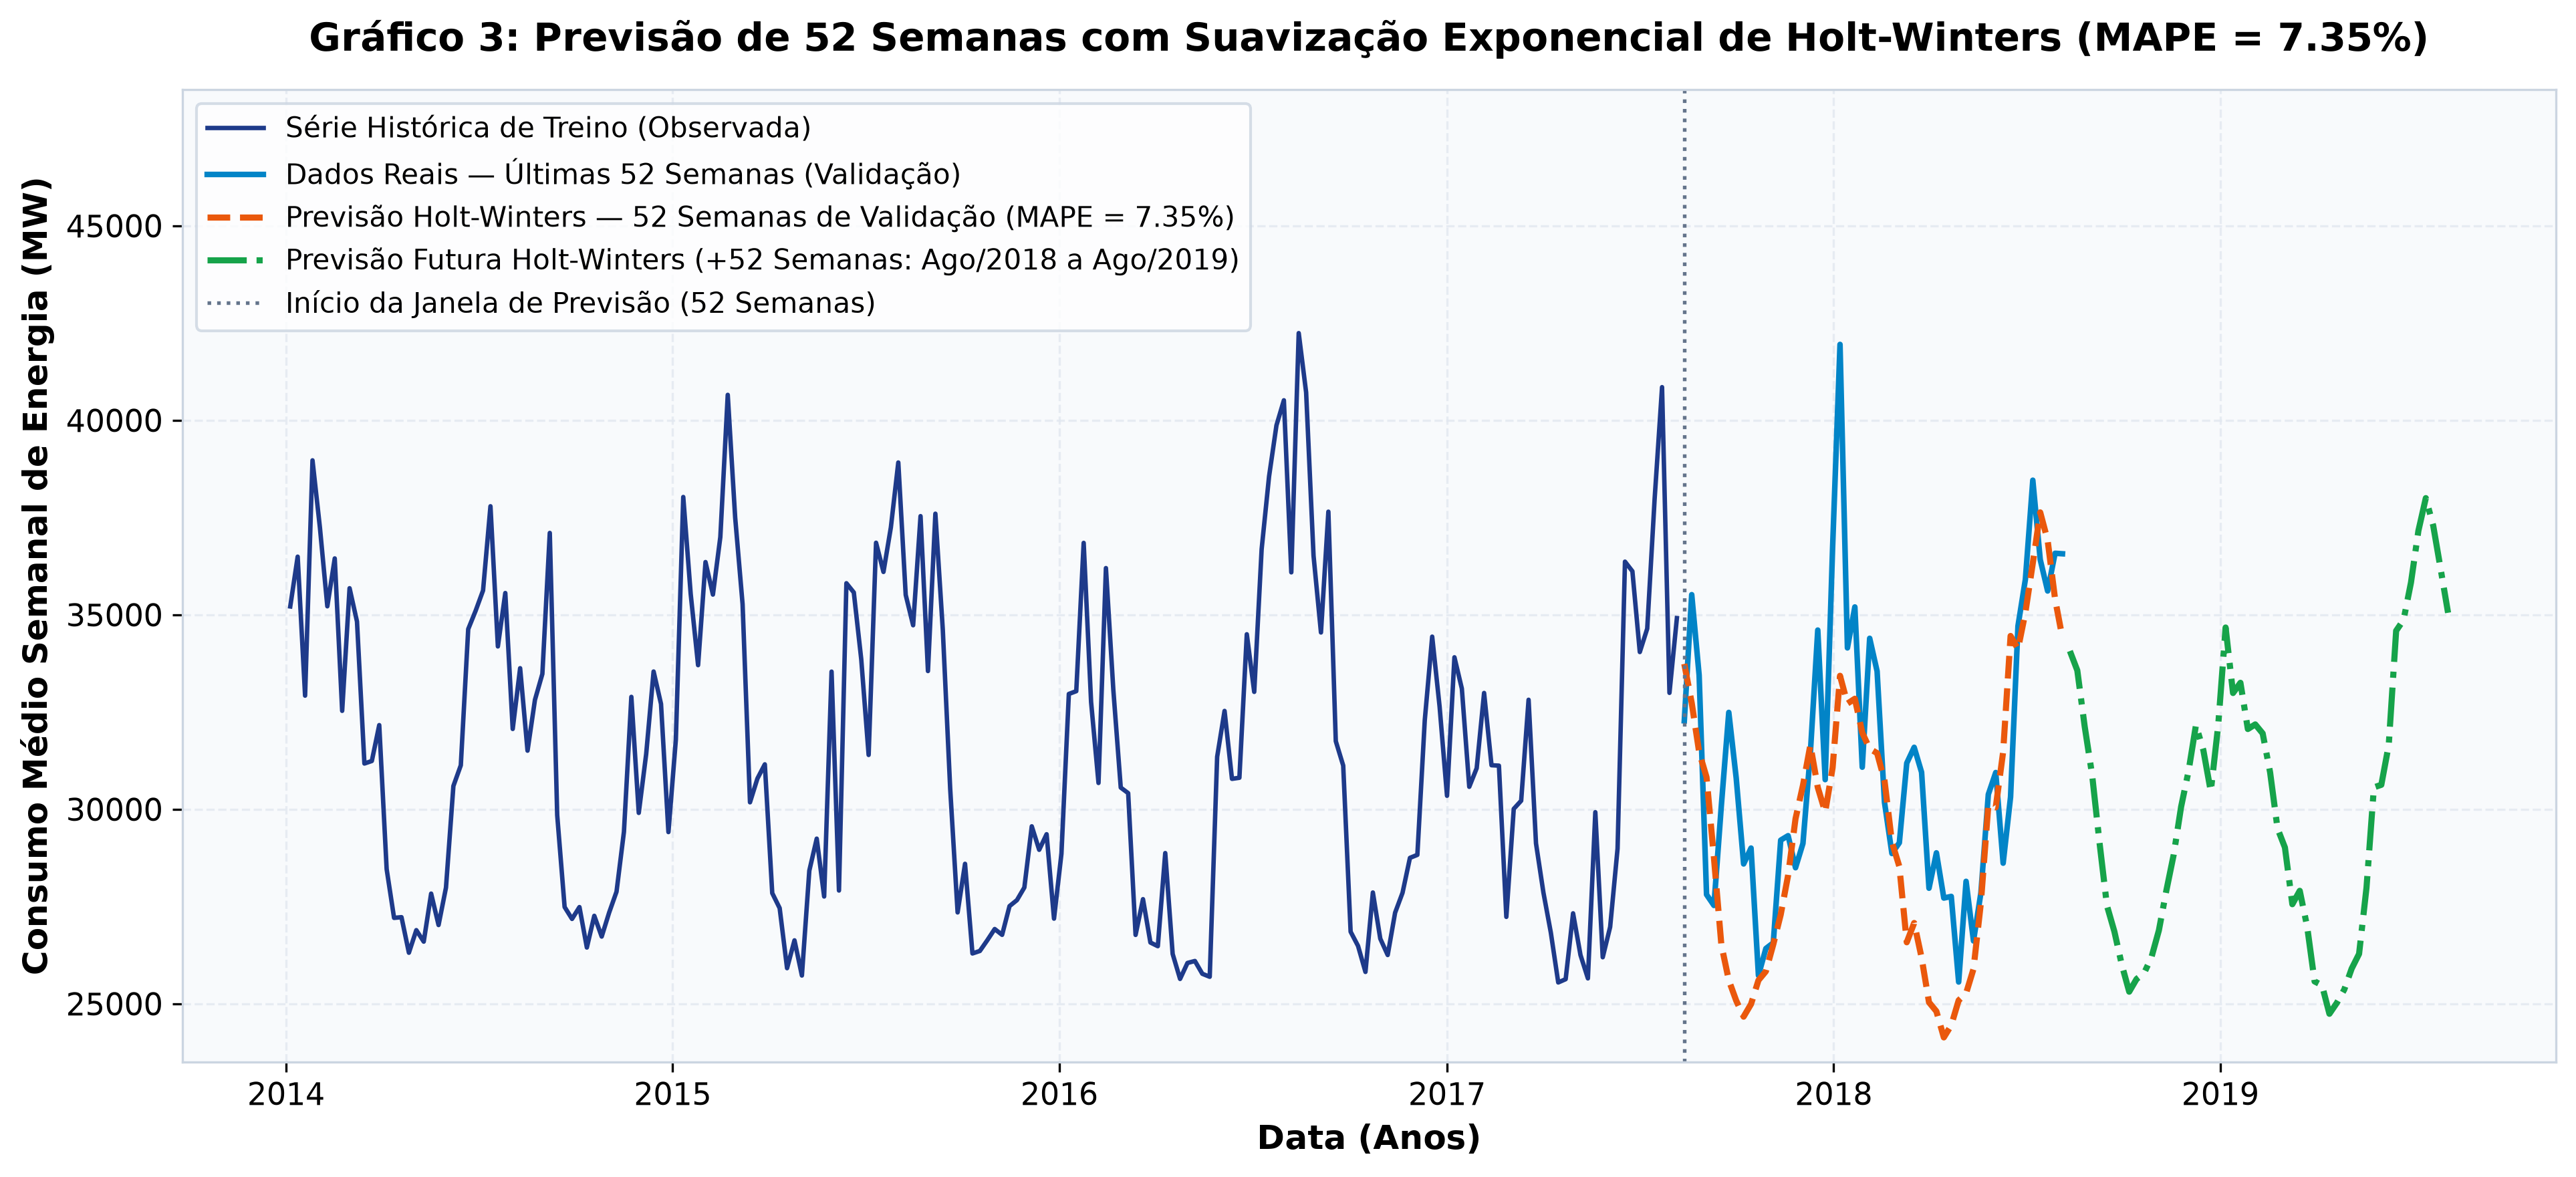 Gráfico 3: Previsão de 52 Semanas com Suavização Exponencial de Holt-Winters (MAPE = 7.35%)
Série Histórica de Treino (Observada)
Dados Reais — Últimas 52 Semanas (Validação)
Previsão Holt-Winters — 52 Semanas de Validação (MAPE = 7.35%)
Previsão Futura Holt-Winters (+52 Semanas: Ago/2018 a Ago/2019)
Início da Janela de Previsão (52 Semanas)
Consumo Médio Semanal de Energia (MW)
45000
40000
35000
30000
25000
2014 2015 2016 2017 2018 2019
Data (Anos)